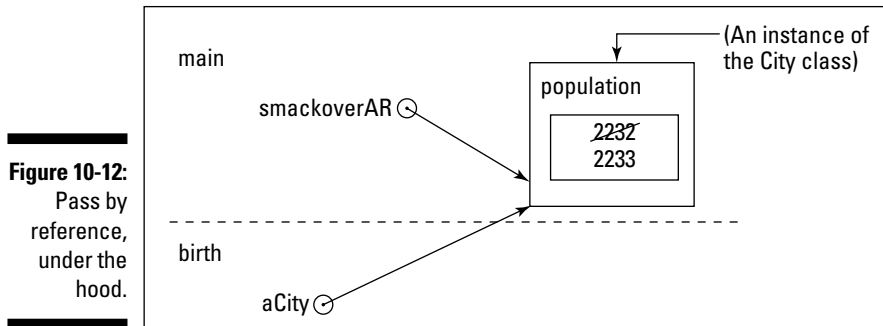 Figure 10-12:
Pass by
reference,
under the
hood.
main
smackoverAR
population
2232
2233
(An instance of
the City class)
birth
aCity